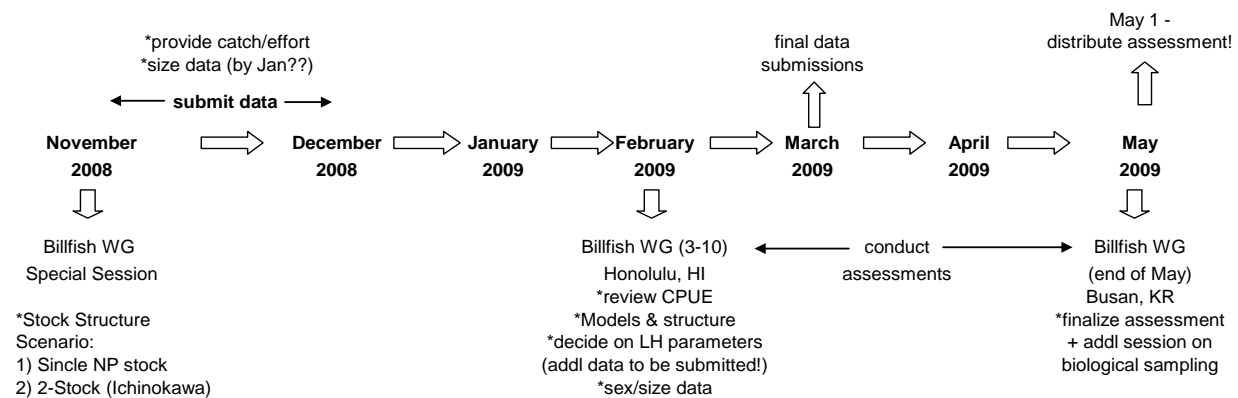 *provide catch/effort
*size data (by Jan??)
submit data
final data
submissions
May 1 -
distribute assessment!
November
2008
December
2008
January
2009
February
2009
March
2009
April
2009
May
2009
Billfish WG
Special Session
*Stock Structure
Scenario:
1) Sincle NP stock
2) 2-Stock (Ichinokawa)
Billfish WG (3-10)
Honolulu, HI
*review CPUE
*Models & structure
*decide on LH parameters
(addl data to be submitted!)
*sex/size data
conduct
assessments
Billfish WG
(end of May)
Busan, KR
*finalize assessment
+ addl session on
biological sampling